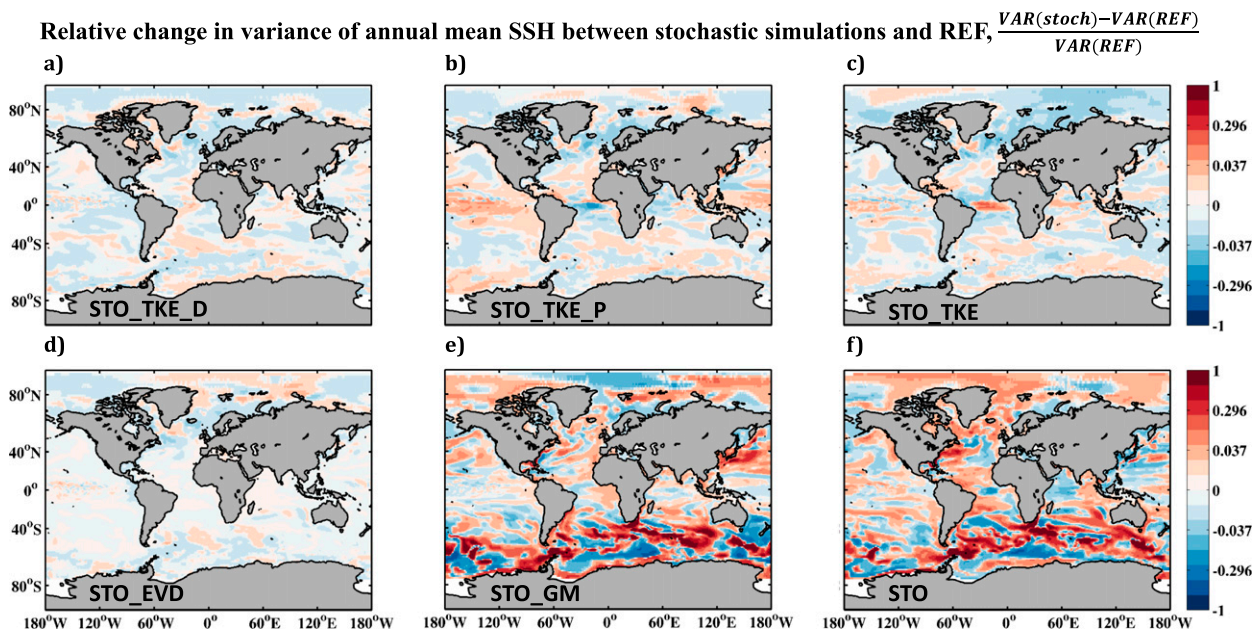 Relative change in variance of annual mean SSH between stochastic simulations and REF, VAR(stoch)−VAR(REF)
VAR(REF)
a) b) c)
80°N 1
40°N 0.296
0.037
0° 0
-0.037
40°S -0.296
80°S STO_TKE_D STO_TKE_P STO_TKE -1
d) e) f)
80°N 1
40°N 0.296
0.037
0° 0
-0.037
40°S -0.296
80°S STO_EVD STO_GM STO -1
180°W 120°W 60°W 0° 60°E 120°E 180°W 120°W 60°W 0° 60°E 120°E 180°W 120°W 60°W 0° 60°E 120°E 180°W